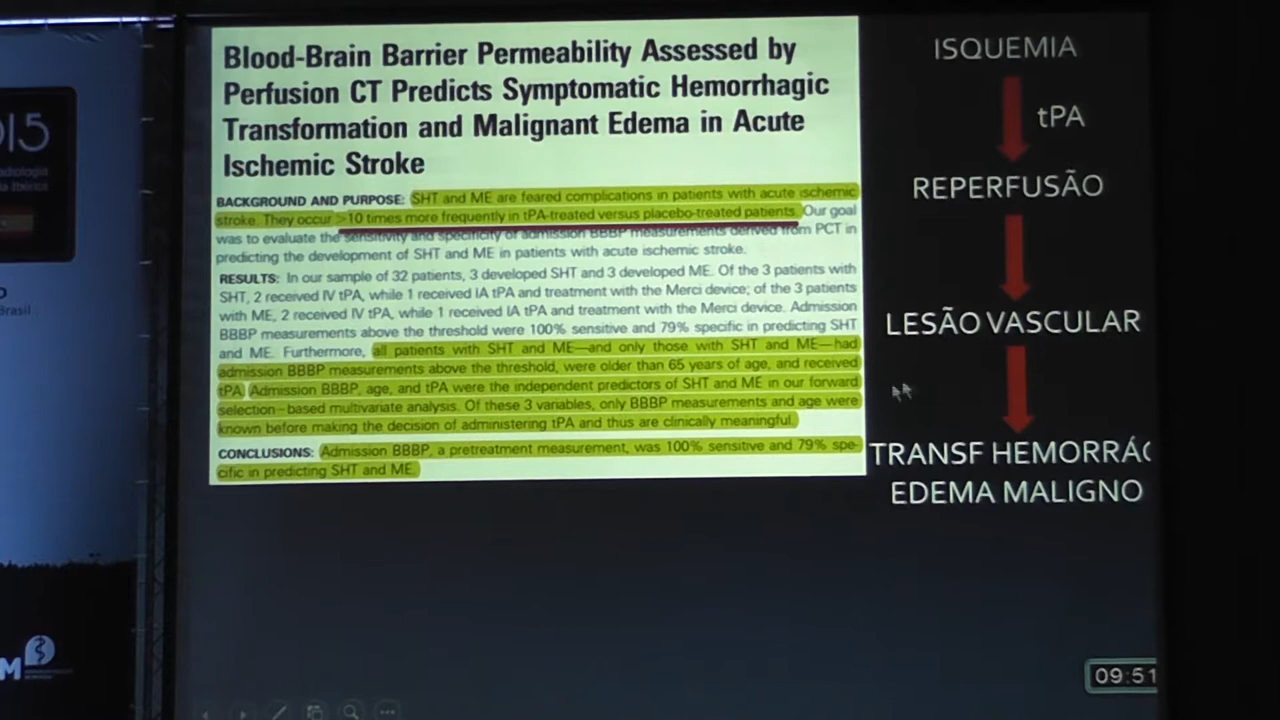 Blood-Brain Barrier Permeability Assessed by
Perfusion CT Predicts Symptomatic Hemorrhagic
Transformation and Malignant Edema in Acute
Ischemic Stroke
BACKGROUND AND PURPOSE: SHT and ME are feared complications in patients with acute ischemic
stroke. They occur >10 times more frequently in tPA-treated versus placebo-treated patients. Our goal
was to evaluate the sensitivity and specificity of admission BBBP measurements derived from PCT in
predicting the development of SHT and ME in patients with acute ischemic stroke.
RESULTS: In our sample of 32 patients, 3 developed SHT and 3 developed ME. Of the 3 patients with
SHT, 2 received IV tPA, while 1 received IA tPA and treatment with the Merci device; of the 3 patients
with ME, 2 received IV tPA, while 1 received IA tPA and treatment with the Merci device. Admission
BBBP measurements above the threshold were 100% sensitive and 79% specific in predicting SHT
and ME. Furthermore, all patients with SHT and ME—and only those with SHT and ME—had
admission BBBP measurements above the threshold, were older than 65 years of age, and received
tPA. Admission BBBP, age, and tPA were the independent predictors of SHT and ME in our forward
selection–based multivariate analysis. Of these 3 variables, only BBBP measurements and age were
known before making the decision of administering tPA and thus are clinically meaningful.
CONCLUSIONS: Admission BBBP, a pretreatment measurement, was 100% sensitive and 79% spe-
cific in predicting SHT and ME.
ISQUEMIA
tPA
REPERFUSÃO
LESÃO VASCULAR
TRANSF HEMORRÁG
EDEMA MALIGNO
09:51
015
Brasil
M